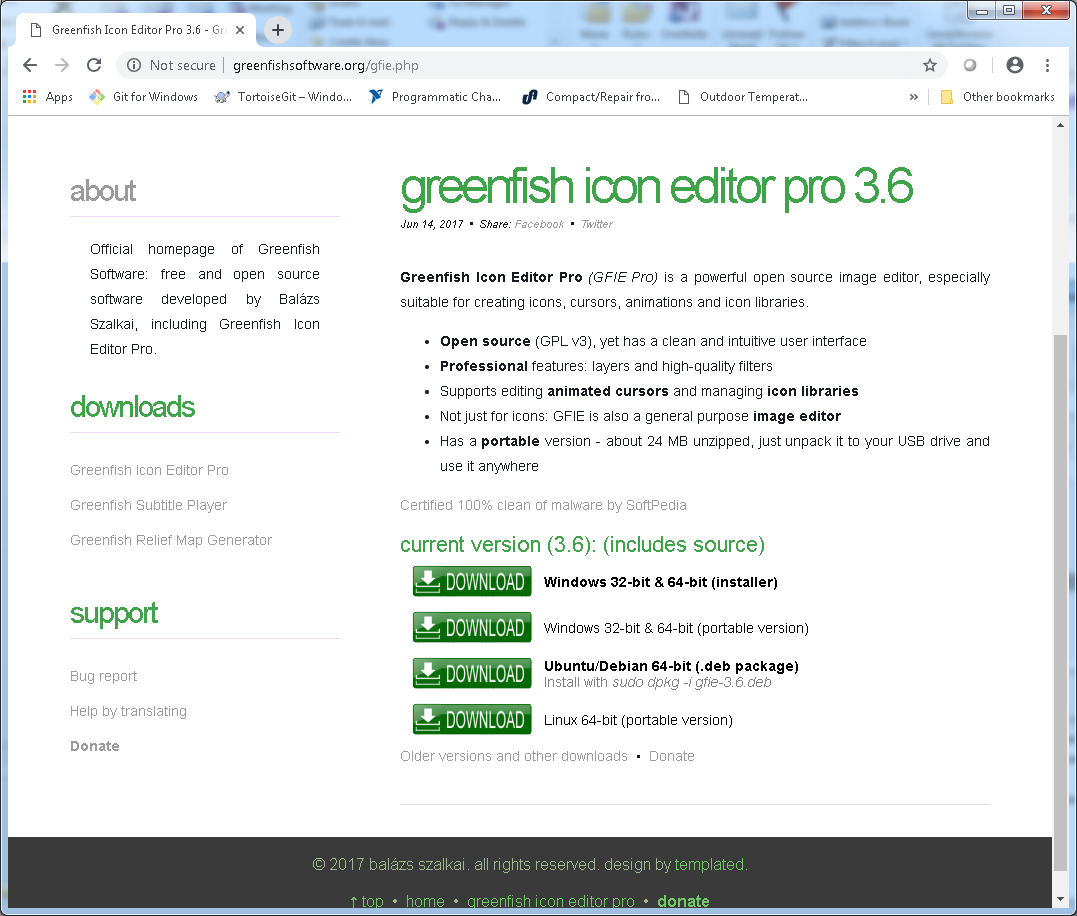 Greenfish Icon Editor Pro 3.6 - Gr
Not secure | greenfishsoftware.org/gfie.php
Apps Git for Windows TortoiseGit – Windo... Programmatic Cha... Compact/Repair fro... Outdoor Temperat... » Other bookmarks
about
Official homepage of Greenfish
Software: free and open source
software developed by Balázs
Szalkai, including Greenfish Icon
Editor Pro.
downloads
Greenfish Icon Editor Pro
Greenfish Subtitle Player
Greenfish Relief Map Generator
support
Bug report
Help by translating
Donate
greenfish icon editor pro 3.6
Jun 14, 2017 • Share: Facebook • Twitter
Greenfish Icon Editor Pro (GFIE Pro) is a powerful open source image editor, especially
suitable for creating icons, cursors, animations and icon libraries.
• Open source (GPL v3), yet has a clean and intuitive user interface
• Professional features: layers and high-quality filters
• Supports editing animated cursors and managing icon libraries
• Not just for icons: GFIE is also a general purpose image editor
• Has a portable version - about 24 MB unzipped, just unpack it to your USB drive and
use it anywhere
Certified 100% clean of malware by SoftPedia
current version (3.6): (includes source)
DOWNLOAD Windows 32-bit & 64-bit (installer)
DOWNLOAD Windows 32-bit & 64-bit (portable version)
DOWNLOAD Ubuntu/Debian 64-bit (.deb package)
Install with sudo dpkg -i gfie-3.6.deb
DOWNLOAD Linux 64-bit (portable version)
Older versions and other downloads • Donate
© 2017 balázs szalkai. all rights reserved. design by templated.
↑ top • home • greenfish icon editor pro • donate